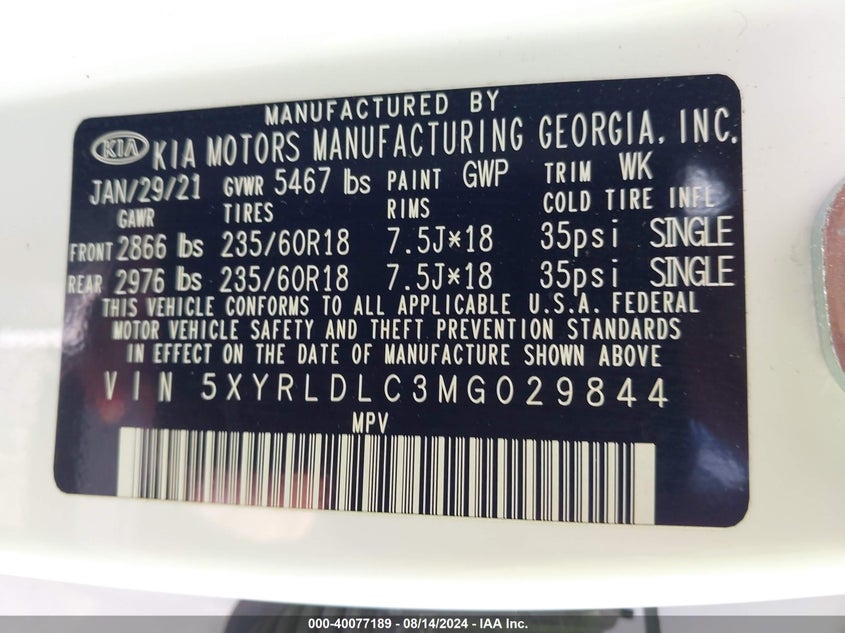 MANUFACTURED BY
KIA KIA MOTORS MANUFACTURING GEORGIA, INC.
JAN/29/21 GVWR 5467 lbs PAINT GWP TRIM WK
GAWR TIRES RIMS COLD TIRE INFL
FRONT 2866 lbs 235/60R18 7.5J*18 35psi SINGLE
REAR 2976 lbs 235/60R18 7.5J*18 35psi SINGLE
THIS VEHICLE CONFORMS TO ALL APPLICABLE U.S.A. FEDERAL
MOTOR VEHICLE SAFETY AND THEFT PREVENTION STANDARDS
IN EFFECT ON THE DATE OF MANUFACTURE SHOWN ABOVE
VIN 5XYRLDLC3MG029844
MPV
000-40077189 - 08/14/2024 - IAA Inc.